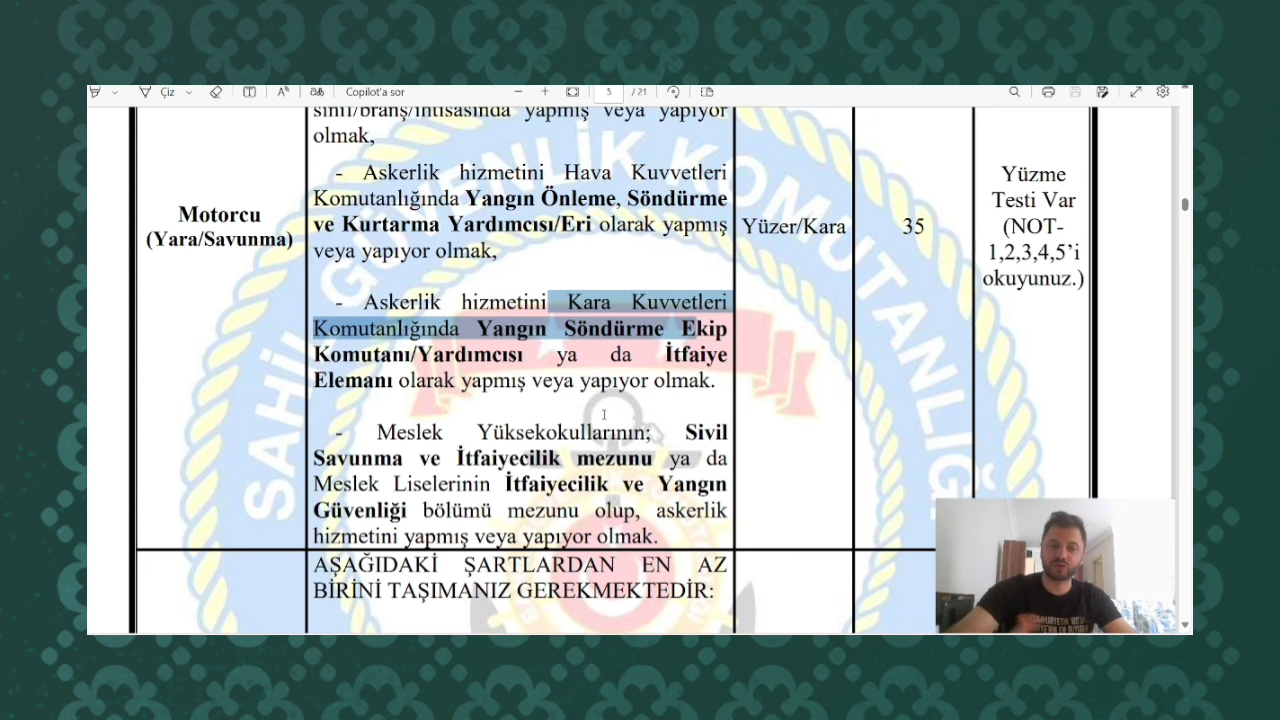 Çiz
Copilot'a sor
5 / 21
sınıf/branş/ihtisasında yapmış veya yapıyor
olmak,
- Askerlik hizmetini Hava Kuvvetleri
Komutanlığında Yangın Önleme, Söndürme
ve Kurtarma Yardımcısı/Eri olarak yapmış
veya yapıyor olmak,
- Askerlik hizmetini Kara Kuvvetleri
Komutanlığında Yangın Söndürme Ekip
Komutanı/Yardımcısı ya da İtfaiye
Elemanı olarak yapmış veya yapıyor olmak.
- Meslek Yüksekokullarının; Sivil
Savunma ve İtfaiyecilik mezunu ya da
Meslek Liselerinin İtfaiyecilik ve Yangın
Güvenliği bölümü mezunu olup, askerlik
hizmetini yapmış veya yapıyor olmak.
Motorcu
(Yara/Savunma)
Yüzer/Kara
35
Yüzme
Testi Var
(NOT-
1,2,3,4,5’i
okuyunuz.)
AŞAĞIDAKİ ŞARTLARDAN EN AZ
BİRİNİ TAŞIMANIZ GEREKMEKTEDİR:
SAHİL GÜVENLİK KOMUTANLIĞI